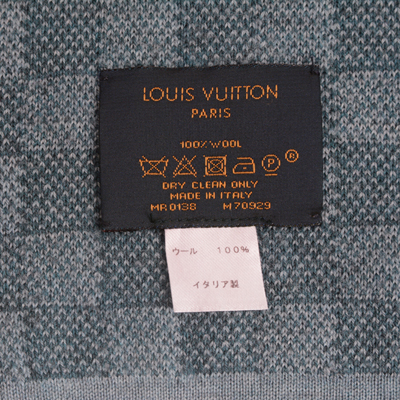 LOUIS VUITTON
PARIS
100% WOOL
P ®
DRY CLEAN ONLY
MADE IN ITALY
MR0138 M70929
ウール 100%
イタリア製